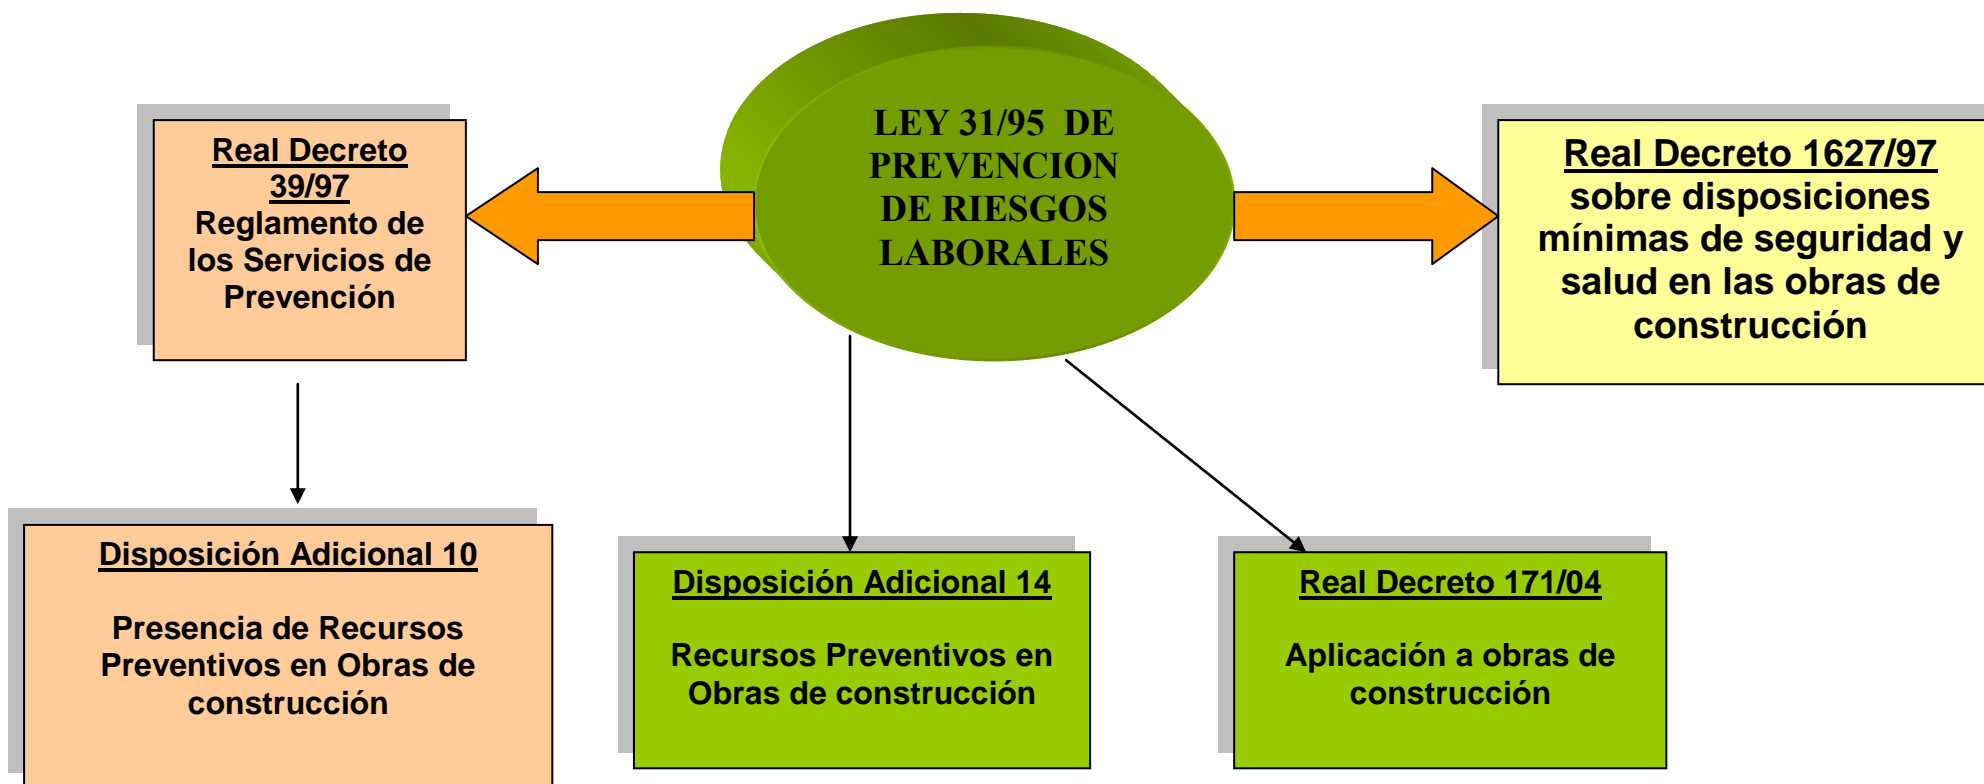 LEY 31/95 DE
PREVENCION
DE RIESGOS
LABORALES
Real Decreto
39/97
Reglamento de
los Servicios de
Prevención
Real Decreto 1627/97
sobre disposiciones
mínimas de seguridad y
salud en las obras de
construcción
Disposición Adicional 10
Presencia de Recursos
Preventivos en Obras de
construcción
Disposición Adicional 14
Recursos Preventivos en
Obras de construcción
Real Decreto 171/04
Aplicación a obras de
construcción